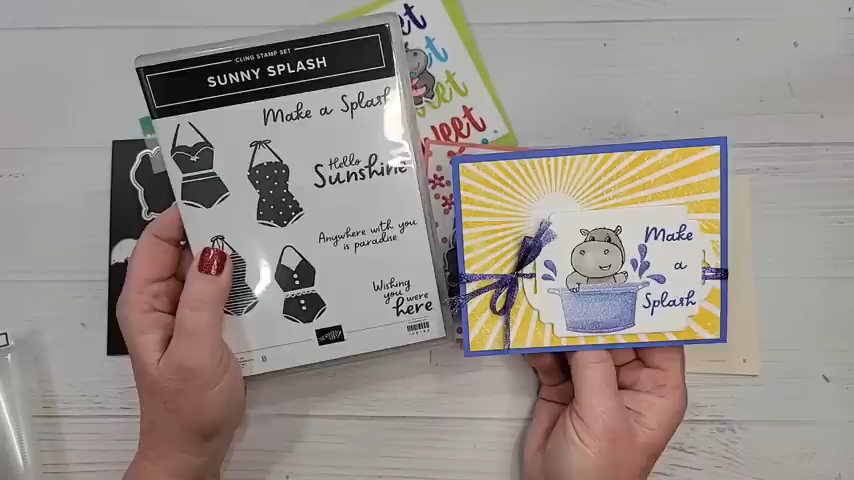 CLING STAMP SET
SUNNY SPLASH
Make a Splash
Hello
Sunshine
Anywhere with you
is paradise
Wishing
you were
here
Make
a
Splash
weet